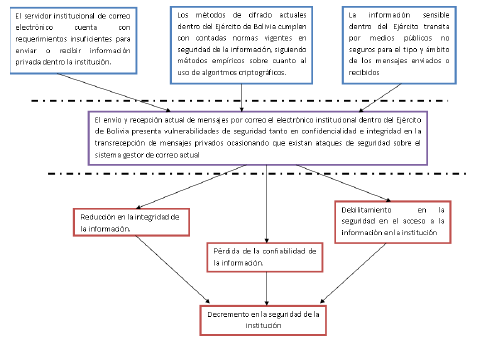 El servidor institucional de correo
electrónico cuenta con
requerimientos insuficientes para
enviar o recibir información
privada dentro la institución.
Los métodos de cifrado actuales
dentro del Ejército de Bolivia cumplen
con contadas normas vigentes en
seguridad de la información, siguiendo
métodos empíricos sobre cuanto al
uso de algoritmos criptográficos.
La información sensible
dentro del Ejército transita
por medios públicos no
seguros para el tipo y ámbito
de los mensajes enviados o
recibidos
El envío y recepción actual de mensajes por correo el electrónico institucional dentro del Ejército
de Bolivia presenta vulnerabilidades de seguridad tanto en confidencialidad e integridad en la
transrecepción de mensajes privados ocasionando que existan ataques de seguridad sobre el
sistema gestor de correo actual
Reducción en la integridad de
la información.
Pérdida de la confiabilidad de
la información.
Debilitamiento en la
seguridad en el acceso a la
información en la institución
Decremento en la seguridad de la
institución